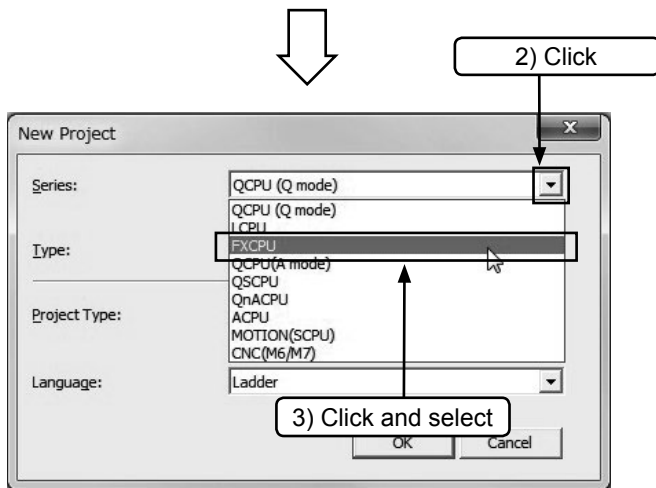 2) Click
New Project
x
Series:
QCPU (Q mode)
QCPU (Q mode)
LCPU
Type:
FXCPU
QCPU(A mode)
QSCPU
QnACPU
Project Type:
ACPU
MOTION(SCPU)
CNC(M6/M7)
Language:
Ladder
3) Click and select
OK
Cancel